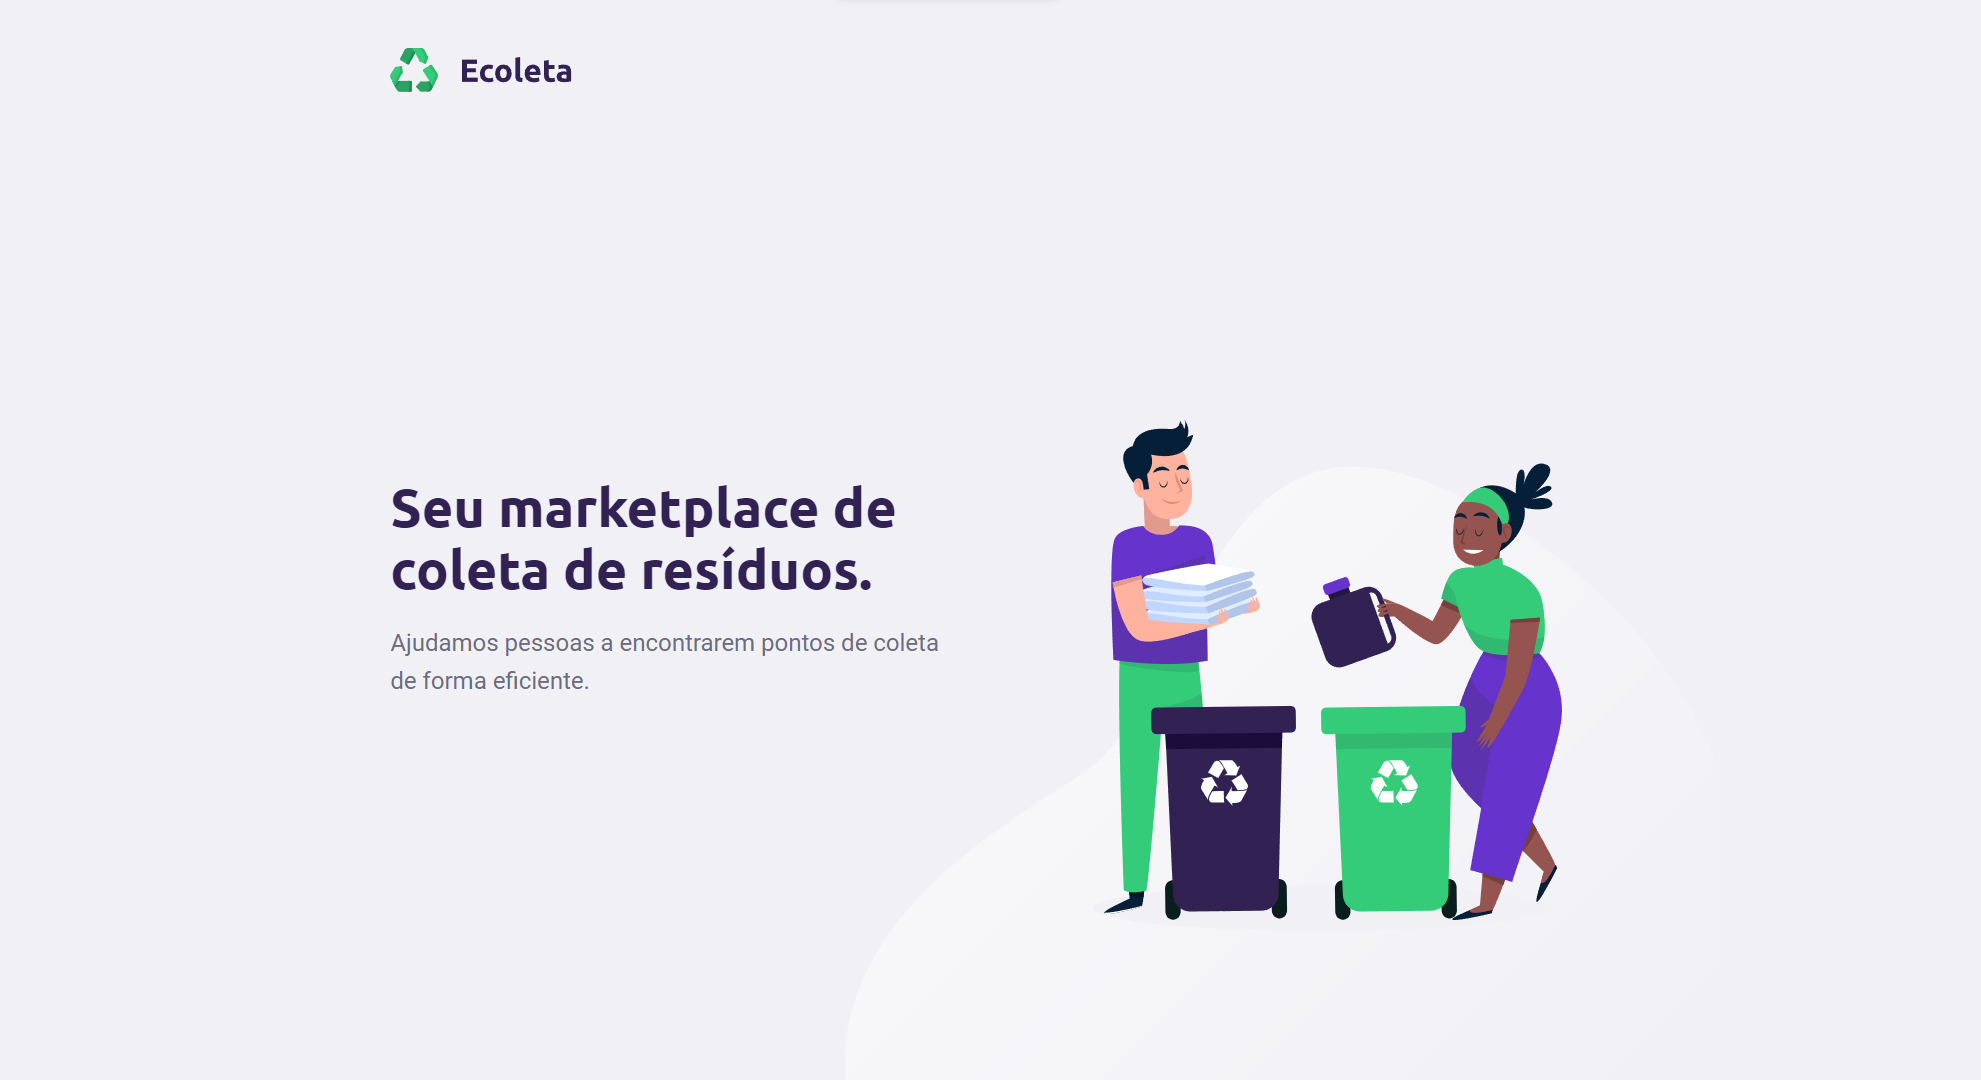 Ecoleta
Seu marketplace de
coleta de resíduos.
Ajudamos pessoas a encontrarem pontos de coleta
de forma eficiente.